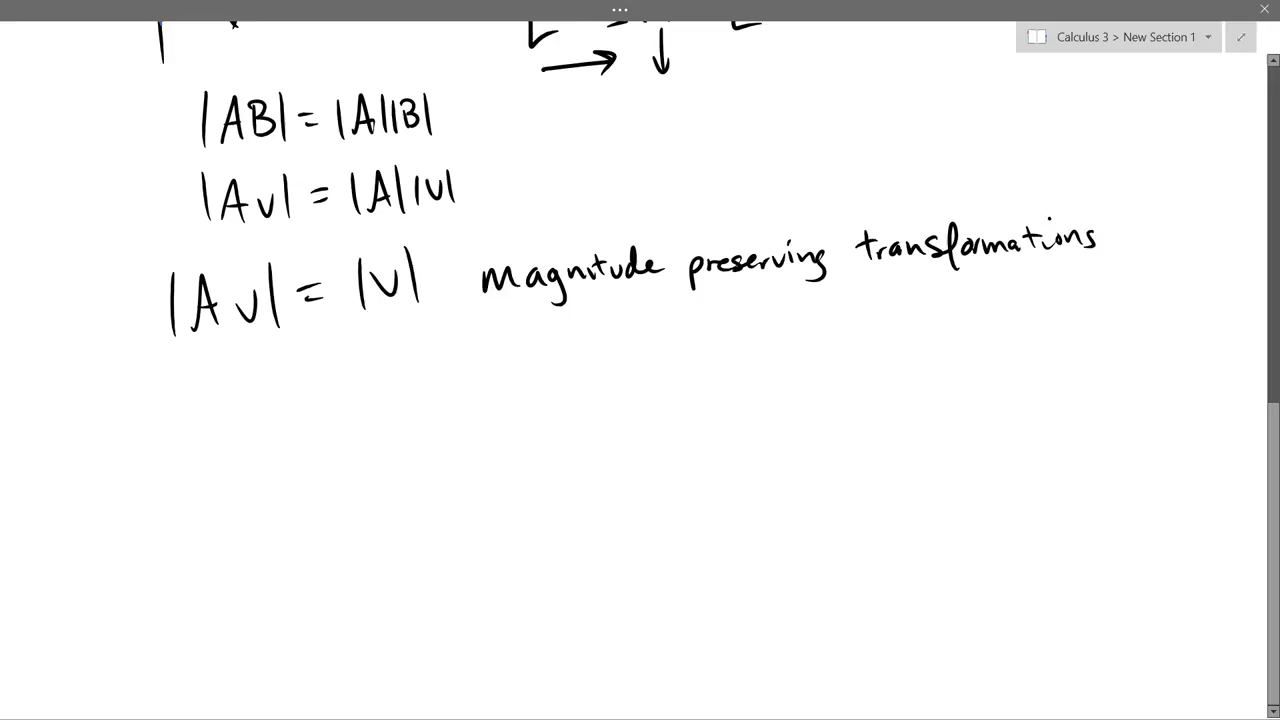 Calculus 3 > New Section 1
|AB| = |A||B|
|Av| = |A||v|
|Av| = |v| magnitude preserving transformations